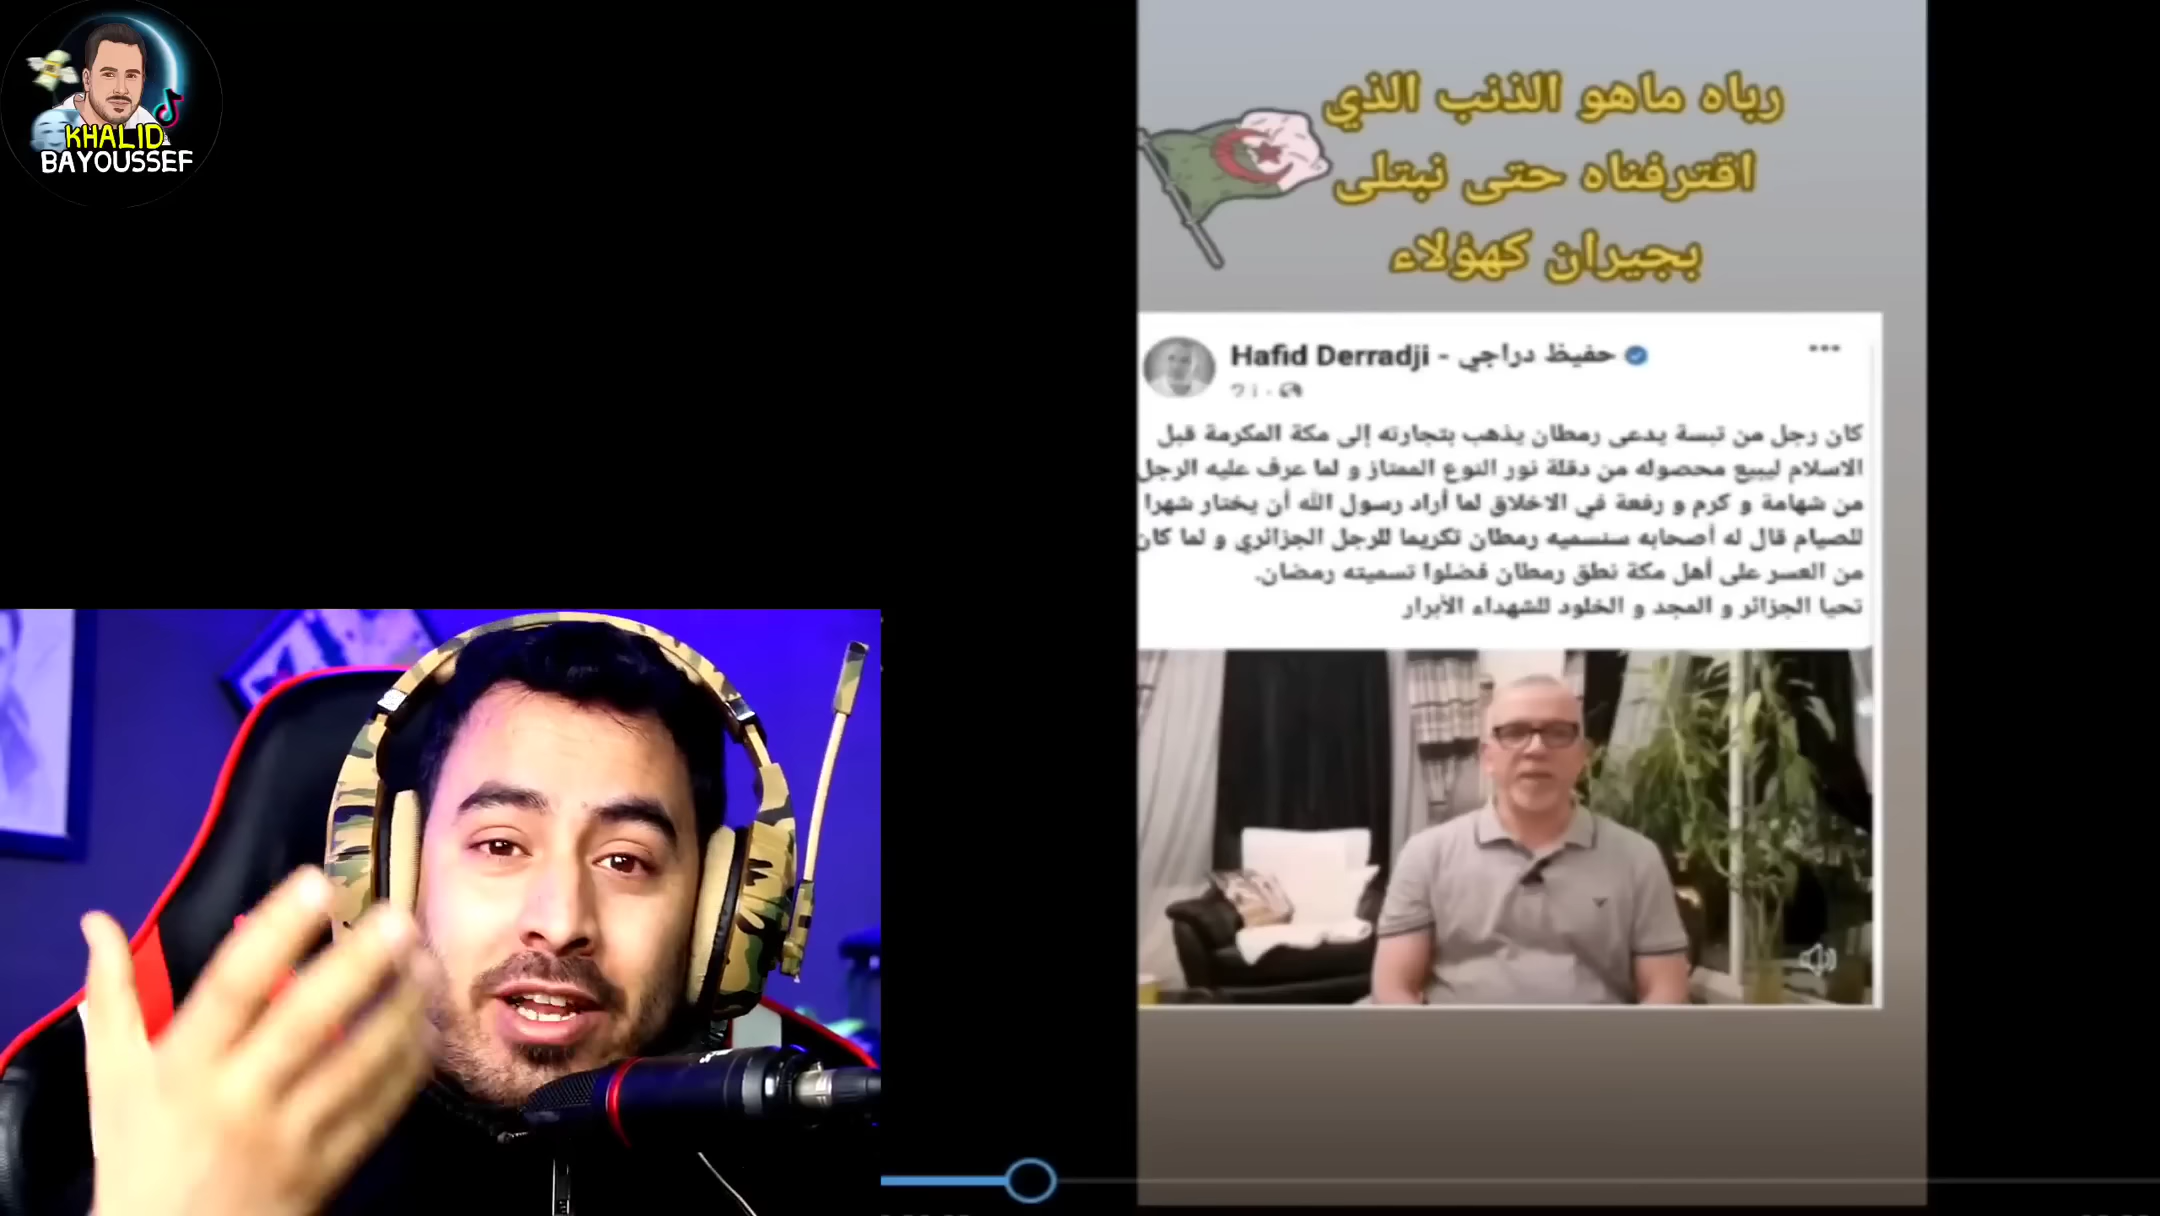 KHALID
BAYOUSSEF
رباه ماهو الذنب الذي
اقترفناه حتى نبتلى
بجيران كهؤلاء
Hafid Derradji - حفيظ دراجي
كان رجل من تبسة يدعى رمطان يذهب بتجارته إلى مكة المكرمة قبل
الاسلام ليبيع محصوله من دقلة نور النوع الممتاز و لما عرف عليه الرجل
من شهامة و كرم و رفعة في الاخلاق لما أراد رسول الله أن يختار شهرا
للصيام قال له أصحابه سنسميه رمطان تكريما للرجل الجزائري و لما كان
من العسر على أهل مكة نطق رمطان فضلوا تسميته رمضان.
تحيا الجزائر و المجد و الخلود للشهداء الأبرار